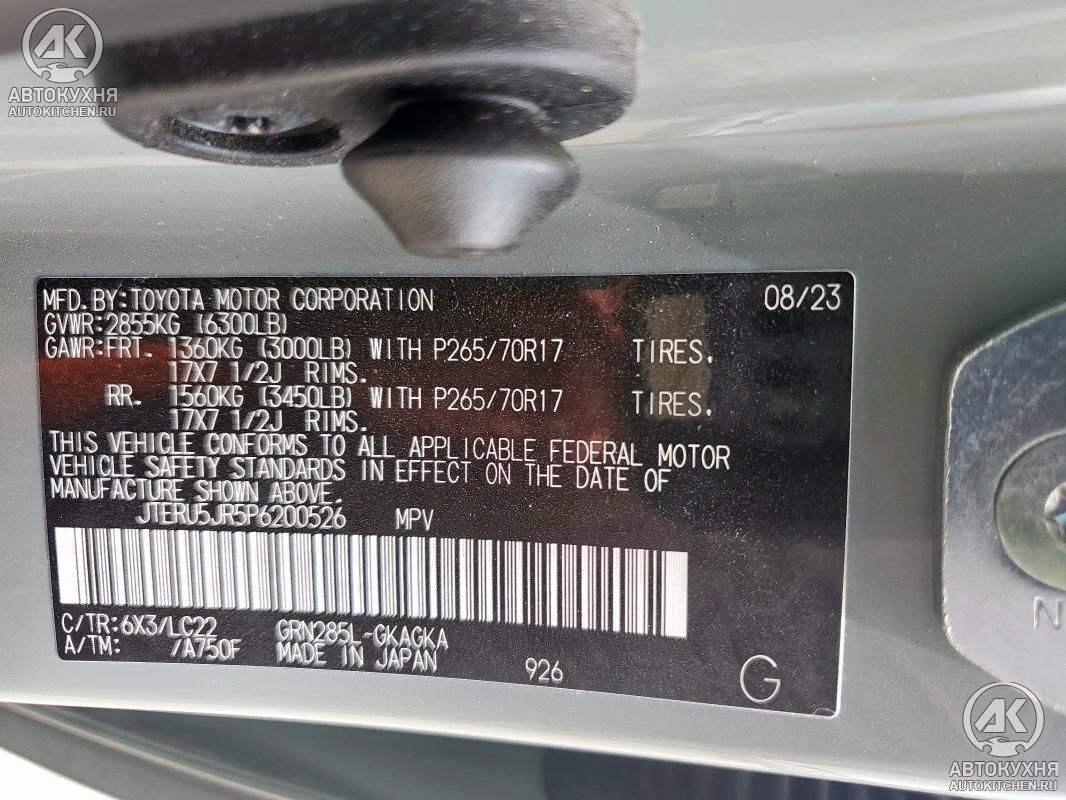 AK
АВТОКУХНЯ
AUTOKITCHEN.RU
MFD. BY: TOYOTA MOTOR CORPORATION 08/23
GVWR: 2855KG (6300LB)
GAWR: FRT. 1360KG (3000LB) WITH P265/70R17 TIRES.
17X7 1/2J RIMS.
RR. 1560KG (3450LB) WITH P265/70R17 TIRES.
17X7 1/2J RIMS.
THIS VEHICLE CONFORMS TO ALL APPLICABLE FEDERAL MOTOR
VEHICLE SAFETY STANDARDS IN EFFECT ON THE DATE OF
MANUFACTURE SHOWN ABOVE.
JTERU5JR5P6200526 MPV
C/TR: 6X3/LC22 GRN285L-GKAGKA
A/TM: /A750F MADE IN JAPAN 926 G
N
AK
АВТОКУХНЯ
AUTOKITCHEN.RU